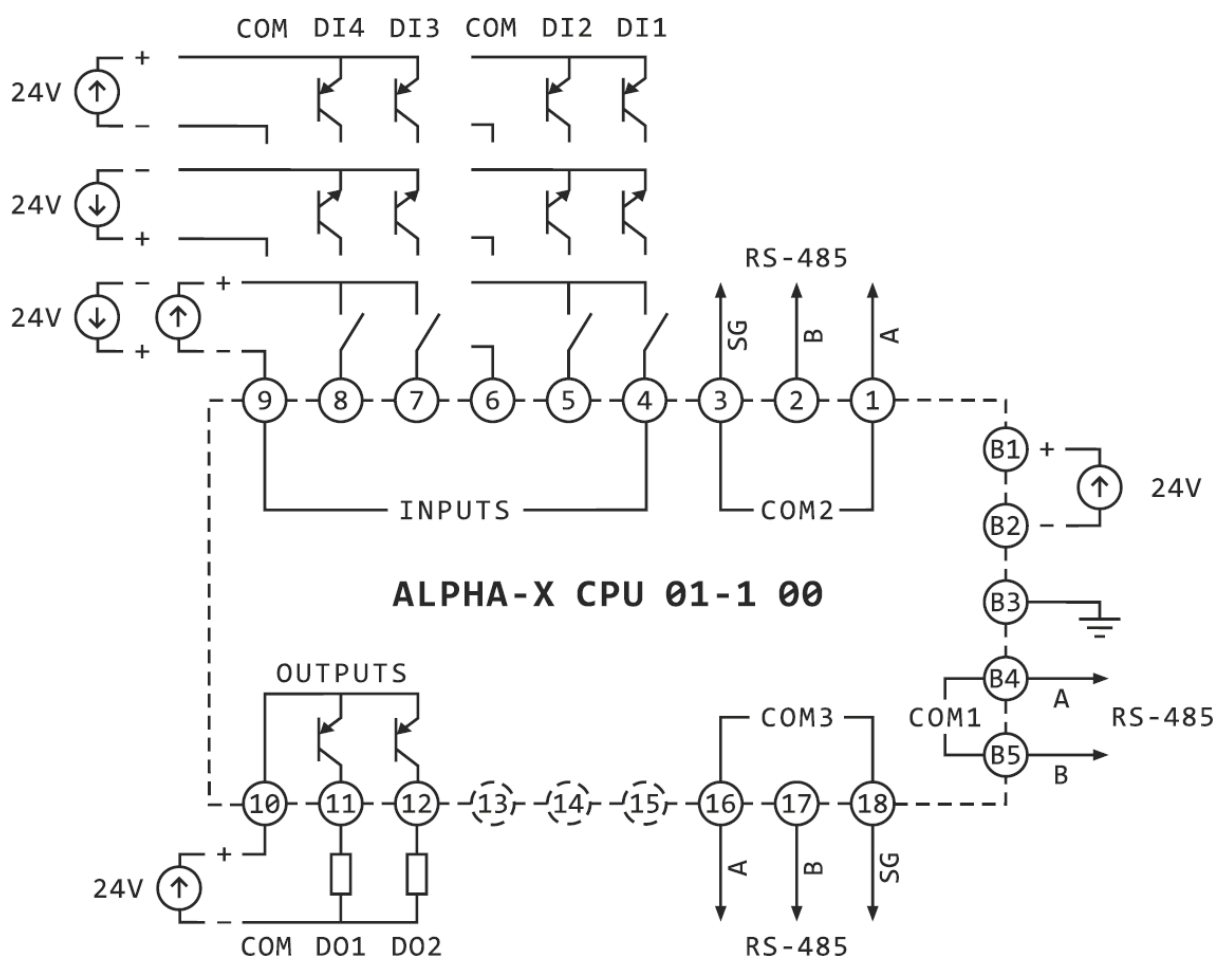 COM DI4 DI3 COM DI2 DI1
+
24V
−
−
24V
+
− + RS-485
24V
+ − SG B A
9 8 7 6 5 4 3 2 1
B1 +
INPUTS COM2 24V
B2 −
ALPHA-X CPU 01-1 00
B3
OUTPUTS B4 A
COM3 COM1 RS-485
B5 B
10 11 12 13 14 15 16 17 18
+ A B SG
24V
−
COM DO1 DO2 RS-485